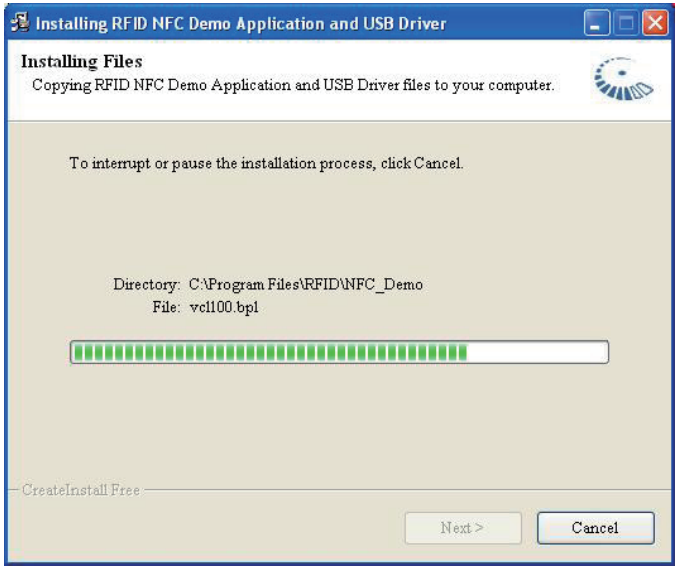 Installing RFID NFC Demo Application and USB Driver
Installing Files
Copying RFID NFC Demo Application and USB Driver files to your computer.
To interrupt or pause the installation process, click Cancel.
Directory: C:\Program Files\RFID\NFC_Demo
File: vcl100.bpl
CreateInstall Free
Next >
Cancel